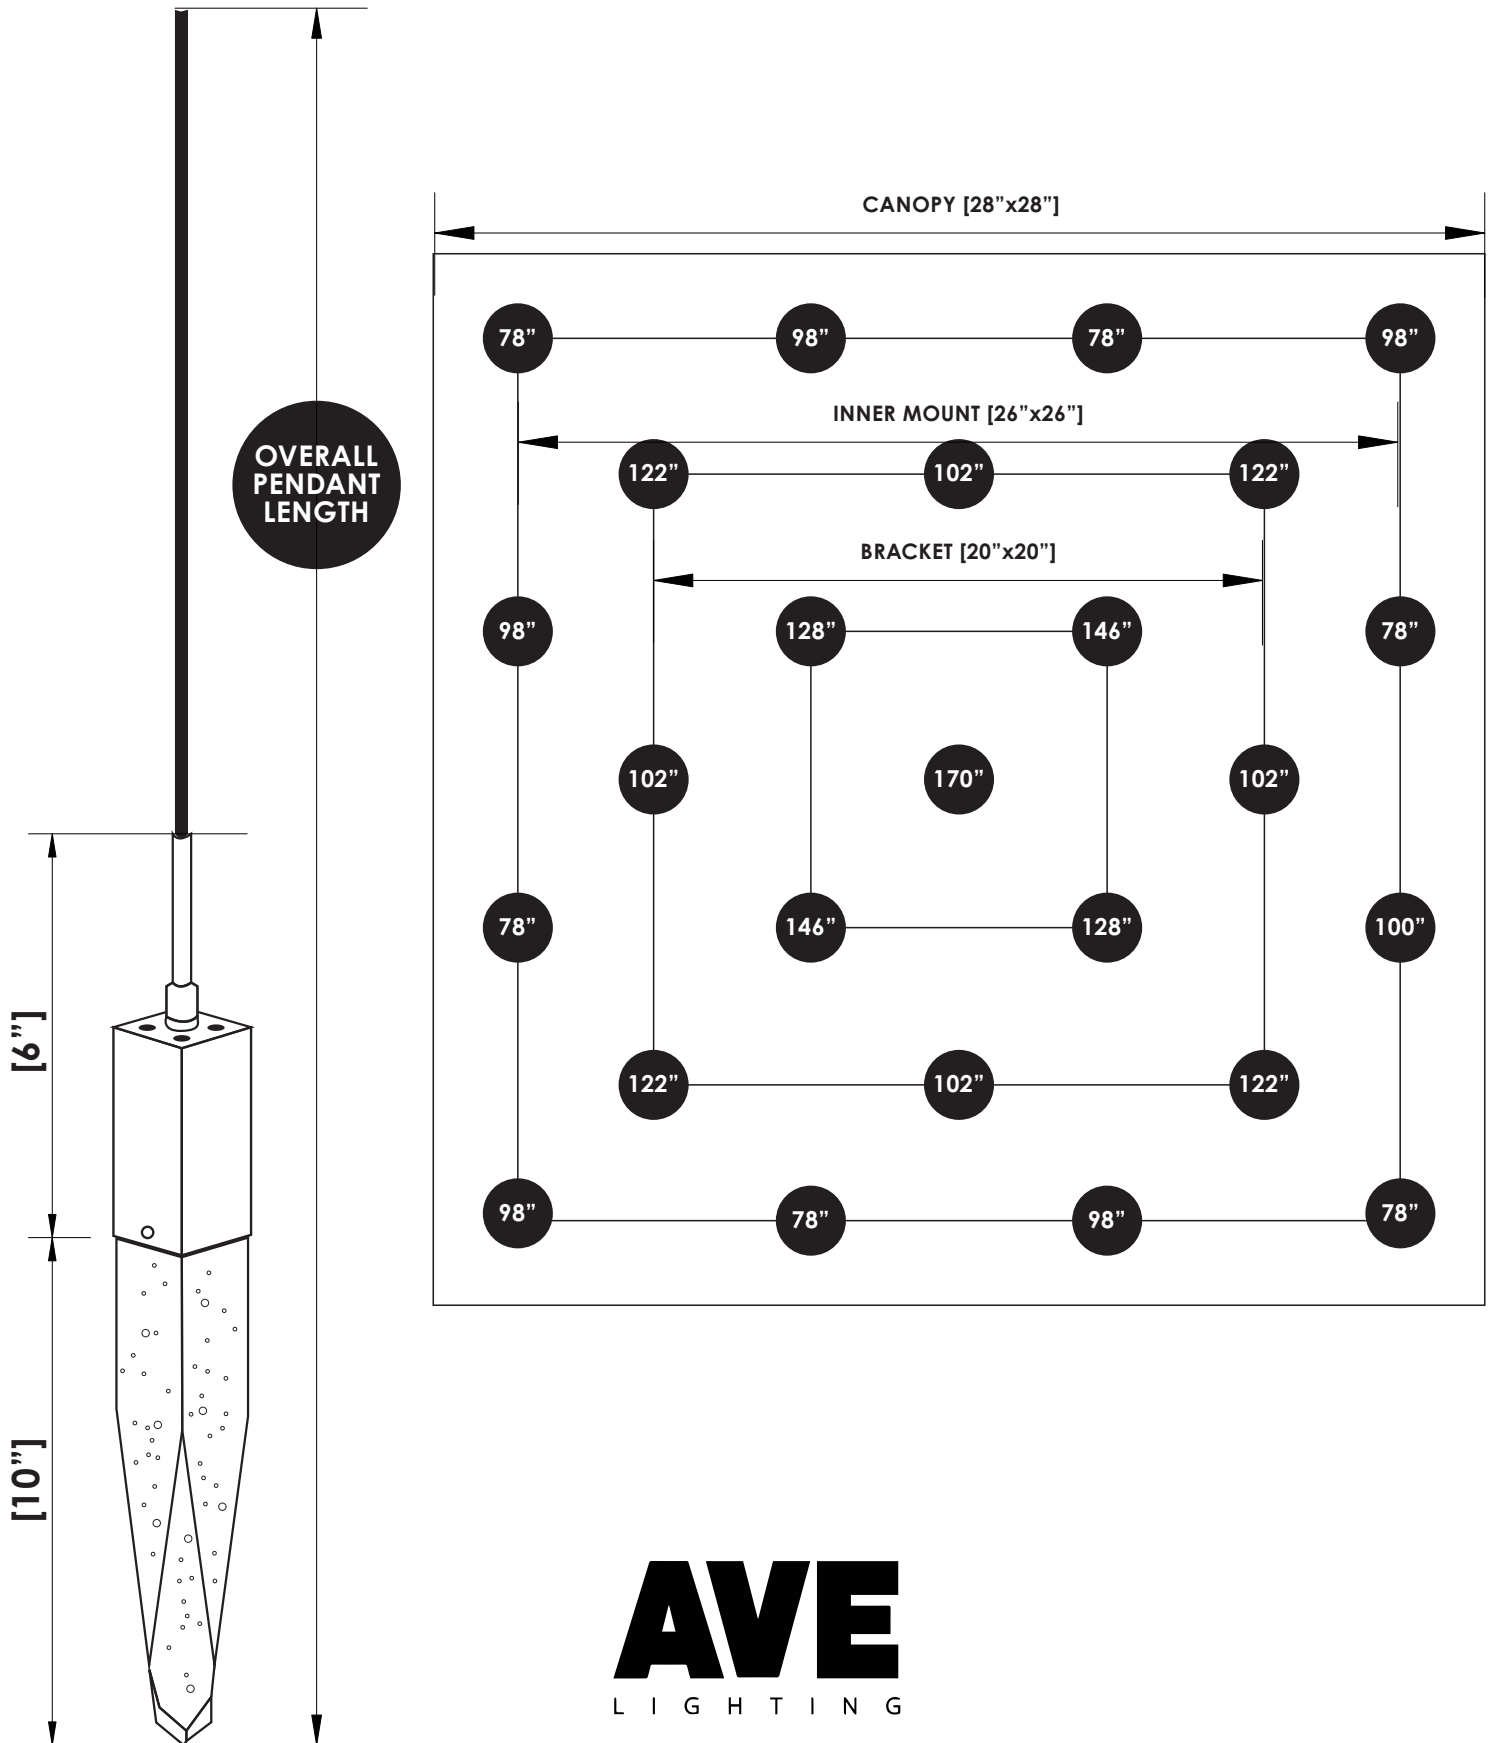 CANOPY [28”x28”]
78” 98” 78” 98”
INNER MOUNT [26”x26”]
OVERALL
PENDANT
LENGTH
122” 102” 122”
BRACKET [20”x20”]
98” 128” 146” 78”
102” 170” 102”
78” 146” 128” 100”
[6”]
122” 102” 122”
98” 78” 98” 78”
[10”]
AVE
LIGHTING